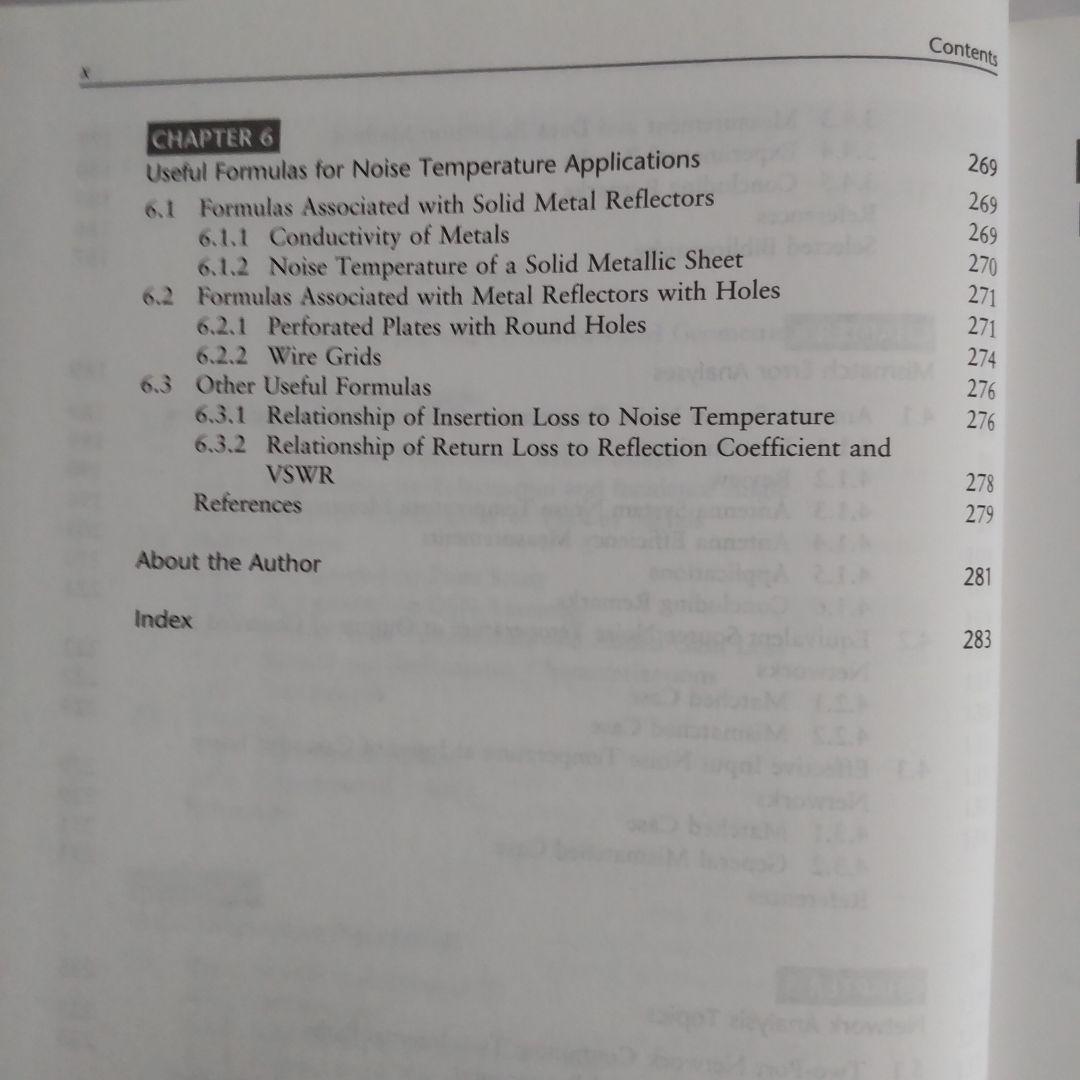 x
Contents
CHAPTER 6
Useful Formulas for Noise Temperature Applications 269
6.1 Formulas Associated with Solid Metal Reflectors 269
6.1.1 Conductivity of Metals 269
6.1.2 Noise Temperature of a Solid Metallic Sheet 270
6.2 Formulas Associated with Metal Reflectors with Holes 271
6.2.1 Perforated Plates with Round Holes 271
6.2.2 Wire Grids 274
6.3 Other Useful Formulas 276
6.3.1 Relationship of Insertion Loss to Noise Temperature 276
6.3.2 Relationship of Return Loss to Reflection Coefficient and
VSWR 278
References 279
About the Author 281
Index 283